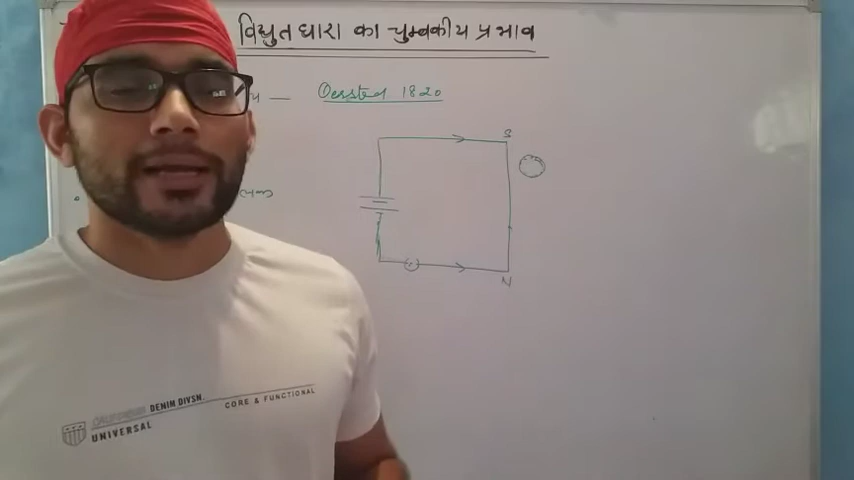 विद्युत धारा का चुम्बकीय प्रभाव
Oersted 1820
S
N
DENIM DIVSN.
CORE & FUNCTIONAL
UNIVERSAL